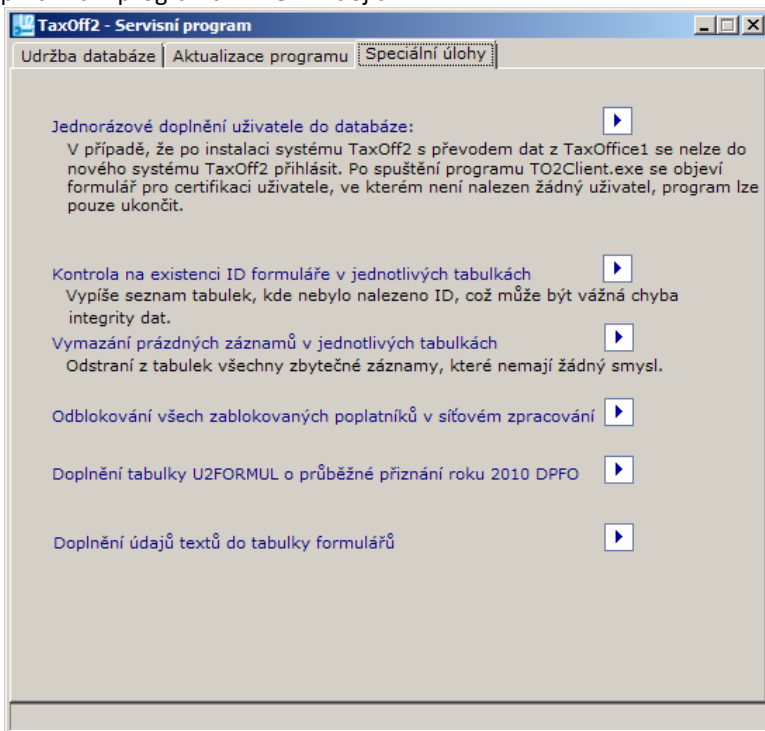 TaxOff2 - Servisní program
Udržba databáze
Aktualizace programu
Speciální úlohy
Jednorázové doplnění uživatele do databáze:
V případě, že po instalaci systému TaxOff2 s převodem dat z TaxOffice1 se nelze do
nového systému TaxOff2 přihlásit. Po spuštění programu TO2Client.exe se objeví
formulář pro certifikaci uživatele, ve kterém není nalezen žádný uživatel, program lze
pouze ukončit.
Kontrola na existenci ID formuláře v jednotlivých tabulkách
Vypíše seznam tabulek, kde nebylo nalezeno ID, což může být vážná chyba
integrity dat.
Vymazání prázdných záznamů v jednotlivých tabulkách
Odstraní z tabulek všechny zbytečné záznamy, které nemají žádný smysl.
Odblokování všech zablokovaných poplatníků v síťovém zpracování
Doplnění tabulky U2FORMUL o průběžné přiznání roku 2010 DPFO
Doplnění údajů textů do tabulky formulářů